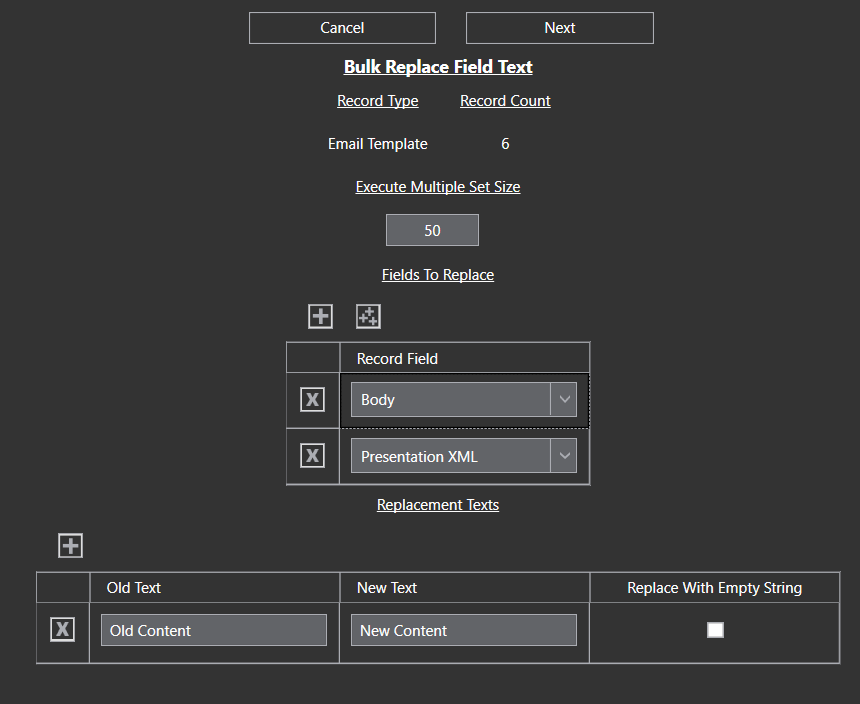 Cancel Next
Bulk Replace Field Text
Record Type Record Count
Email Template 6
Execute Multiple Set Size
50
Fields To Replace
Record Field
X Body
X Presentation XML
Replacement Texts
Old Text New Text Replace With Empty String
X Old Content New Content